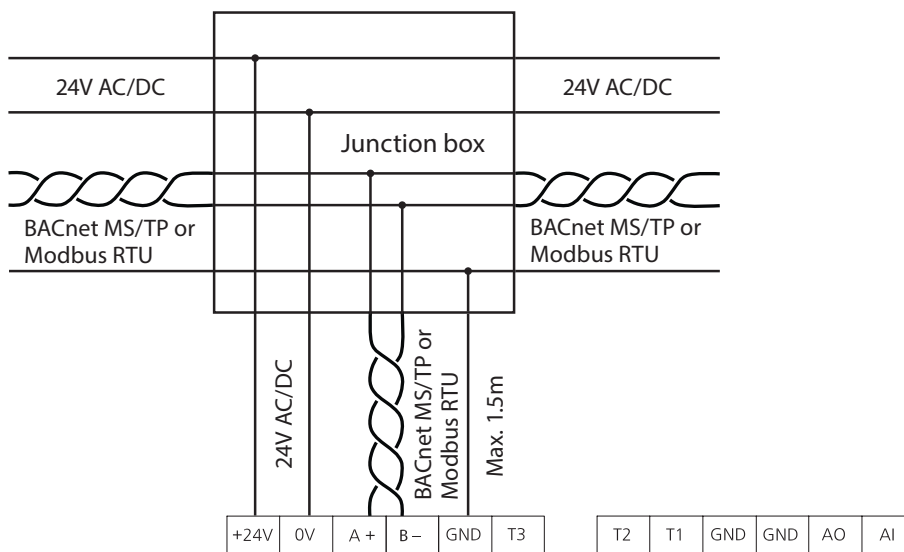 24V AC/DC
24V AC/DC
Junction box
BACnet MS/TP or
Modbus RTU
BACnet MS/TP or
Modbus RTU
24V AC/DC
BACnet MS/TP or
Modbus RTU
Max. 1.5m
+24V 0V A + B – GND T3 T2 T1 GND GND AO AI